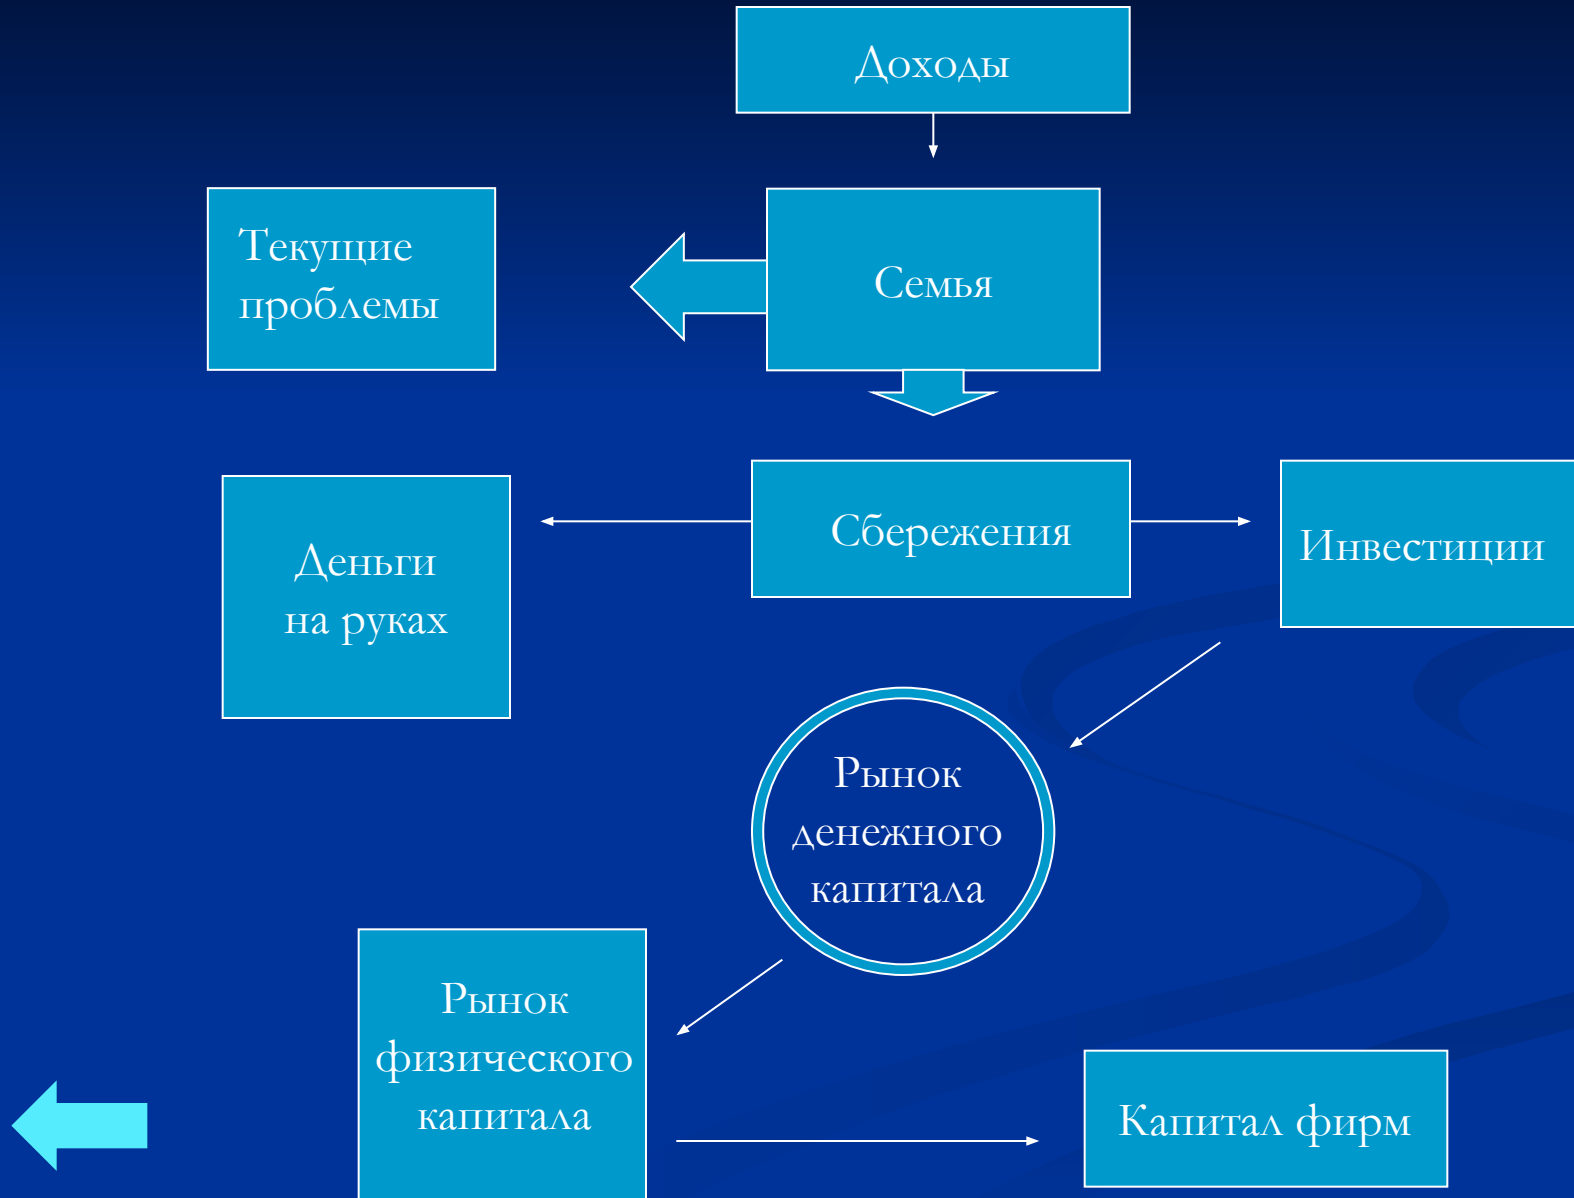 Доходы
Текущие
проблемы
Семья
Деньги
на руках
Сбережения
Инвестиции
Рынок
денежного
капитала
Рынок
физического
капитала
Капитал фирм